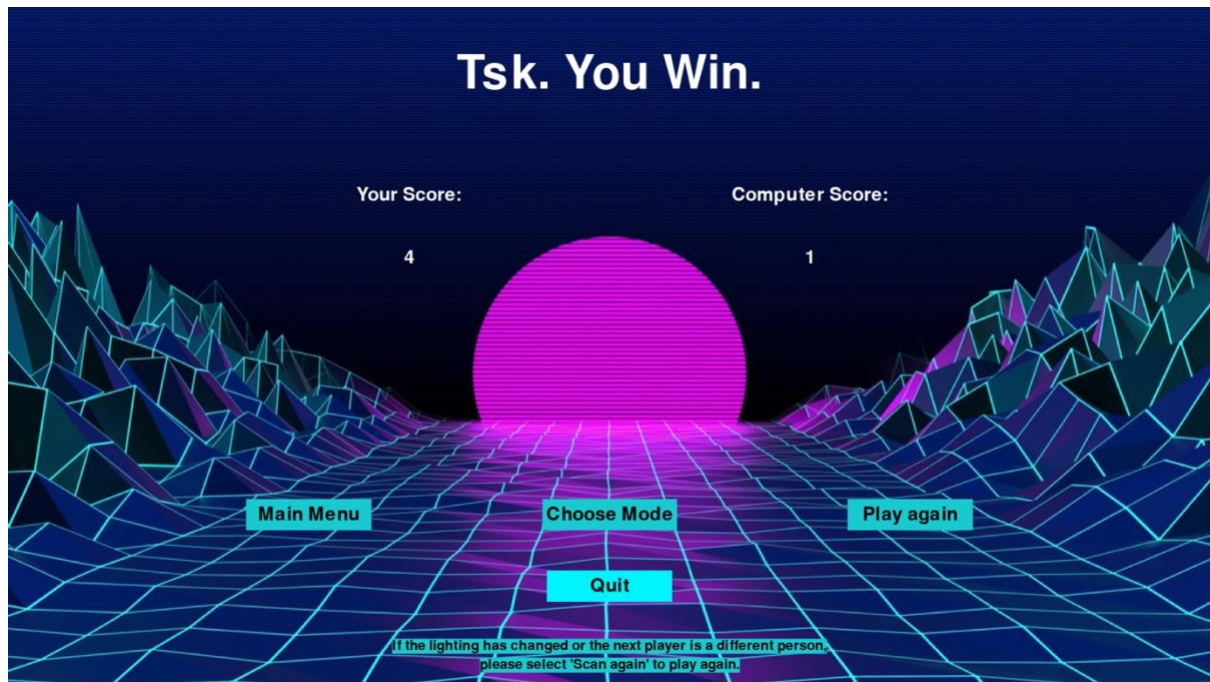 Tsk. You Win.
Your Score:
Computer Score:
4
1
Main Menu
Choose Mode
Play again
Quit
If the lighting has changed or the next player is a different person,
please select 'Scan again' to play again.